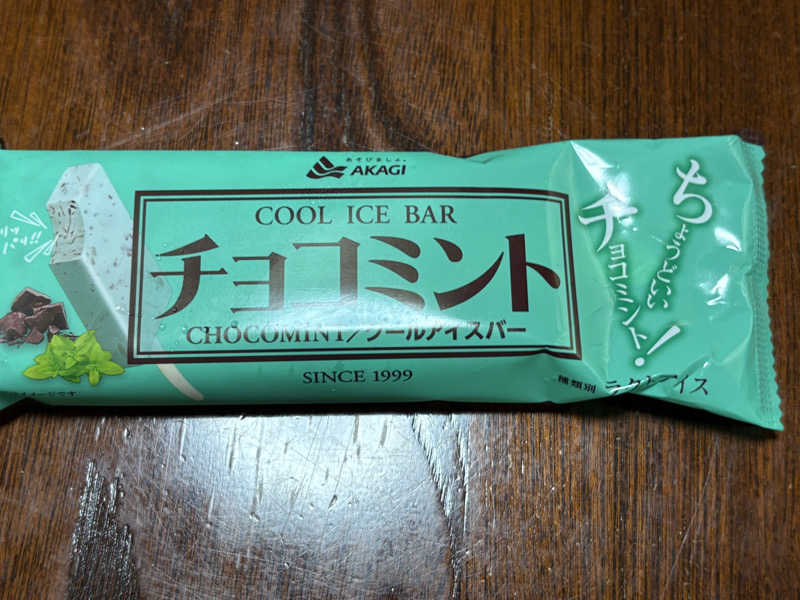 あそびましょ。
AKAGI
COOL ICE BAR
チョコミント
CHOCOMINT/クールアイスバー
SINCE 1999
ちょうどいい
チョコミント!
種類別 ラクトアイス